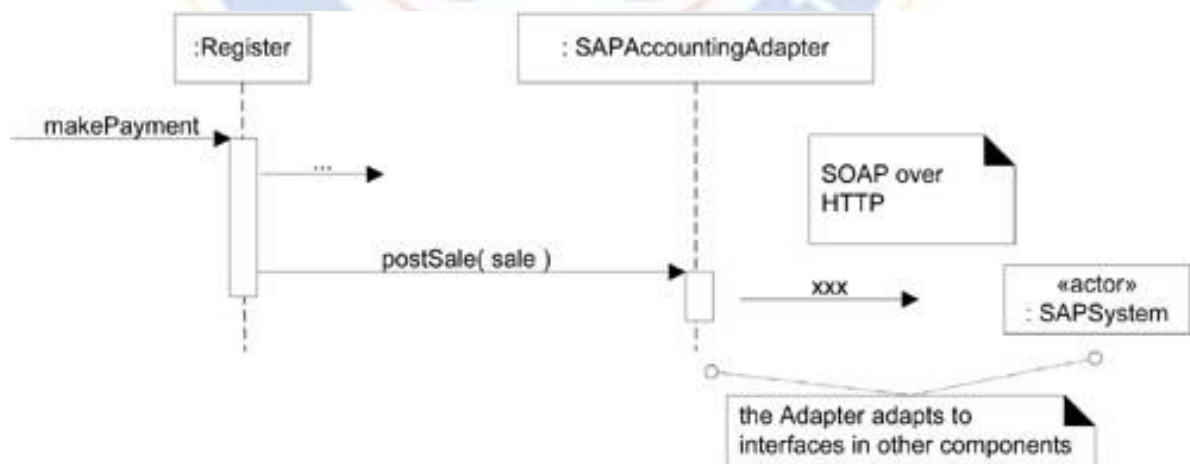 :Register
: SAPAccountingAdapter
makePayment
...
SOAP over
HTTP
postSale( sale )
xxx
«actor»
: SAPSystem
the Adapter adapts to
interfaces in other components